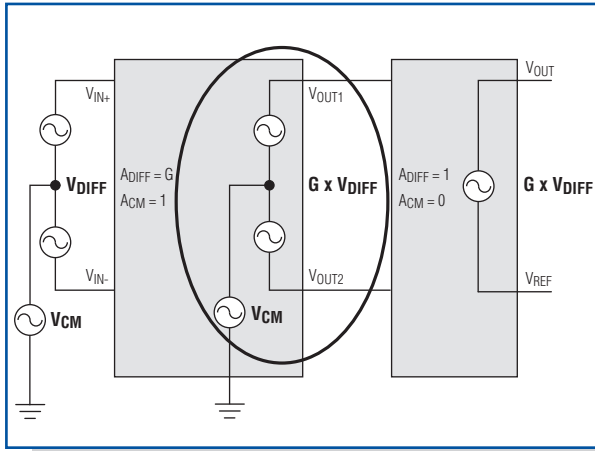 VIN+
VDIFF
VIN-
VCM
ADIFF = G
ACM = 1
VOUT1
G x VDIFF
VOUT2
VCM
ADIFF = 1
ACM = 0
VOUT
G x VDIFF
VREF